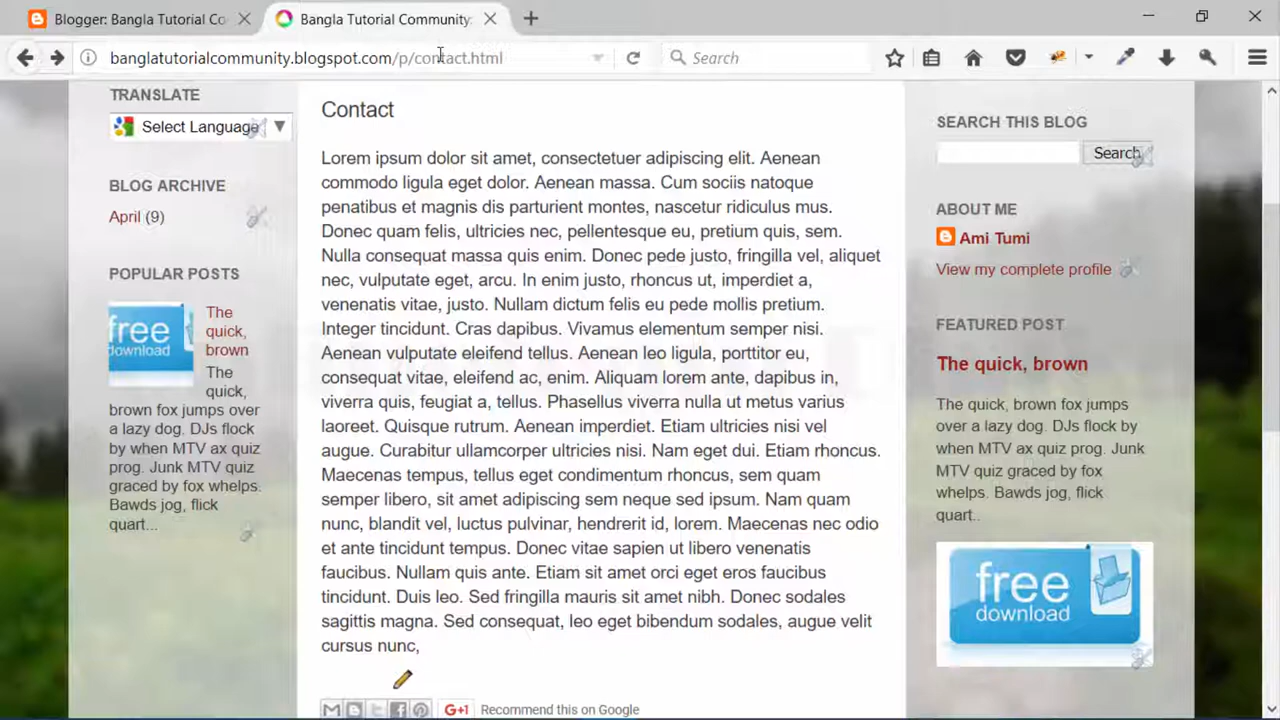 Blogger: Bangla Tutorial Co
Bangla Tutorial Community:
banglatutorialcommunity.blogspot.com/p/contact.html
Search
TRANSLATE
Select Language
BLOG ARCHIVE
April (9)
POPULAR POSTS
free
download
The
quick,
brown
The
quick,
brown fox jumps over
a lazy dog. DJs flock
by when MTV ax quiz
prog. Junk MTV quiz
graced by fox whelps.
Bawds jog, flick
quart...
Contact
Lorem ipsum dolor sit amet, consectetuer adipiscing elit. Aenean
commodo ligula eget dolor. Aenean massa. Cum sociis natoque
penatibus et magnis dis parturient montes, nascetur ridiculus mus.
Donec quam felis, ultricies nec, pellentesque eu, pretium quis, sem.
Nulla consequat massa quis enim. Donec pede justo, fringilla vel, aliquet
nec, vulputate eget, arcu. In enim justo, rhoncus ut, imperdiet a,
venenatis vitae, justo. Nullam dictum felis eu pede mollis pretium.
Integer tincidunt. Cras dapibus. Vivamus elementum semper nisi.
Aenean vulputate eleifend tellus. Aenean leo ligula, porttitor eu,
consequat vitae, eleifend ac, enim. Aliquam lorem ante, dapibus in,
viverra quis, feugiat a, tellus. Phasellus viverra nulla ut metus varius
laoreet. Quisque rutrum. Aenean imperdiet. Etiam ultricies nisi vel
augue. Curabitur ullamcorper ultricies nisi. Nam eget dui. Etiam rhoncus.
Maecenas tempus, tellus eget condimentum rhoncus, sem quam
semper libero, sit amet adipiscing sem neque sed ipsum. Nam quam
nunc, blandit vel, luctus pulvinar, hendrerit id, lorem. Maecenas nec odio
et ante tincidunt tempus. Donec vitae sapien ut libero venenatis
faucibus. Nullam quis ante. Etiam sit amet orci eget eros faucibus
tincidunt. Duis leo. Sed fringilla mauris sit amet nibh. Donec sodales
sagittis magna. Sed consequat, leo eget bibendum sodales, augue velit
cursus nunc,
G+1 Recommend this on Google
SEARCH THIS BLOG
Search
ABOUT ME
Ami Tumi
View my complete profile
FEATURED POST
The quick, brown
The quick, brown fox jumps
over a lazy dog. DJs flock
by when MTV ax quiz prog. Junk
MTV quiz graced by fox
whelps. Bawds jog, flick
quart..
free
download